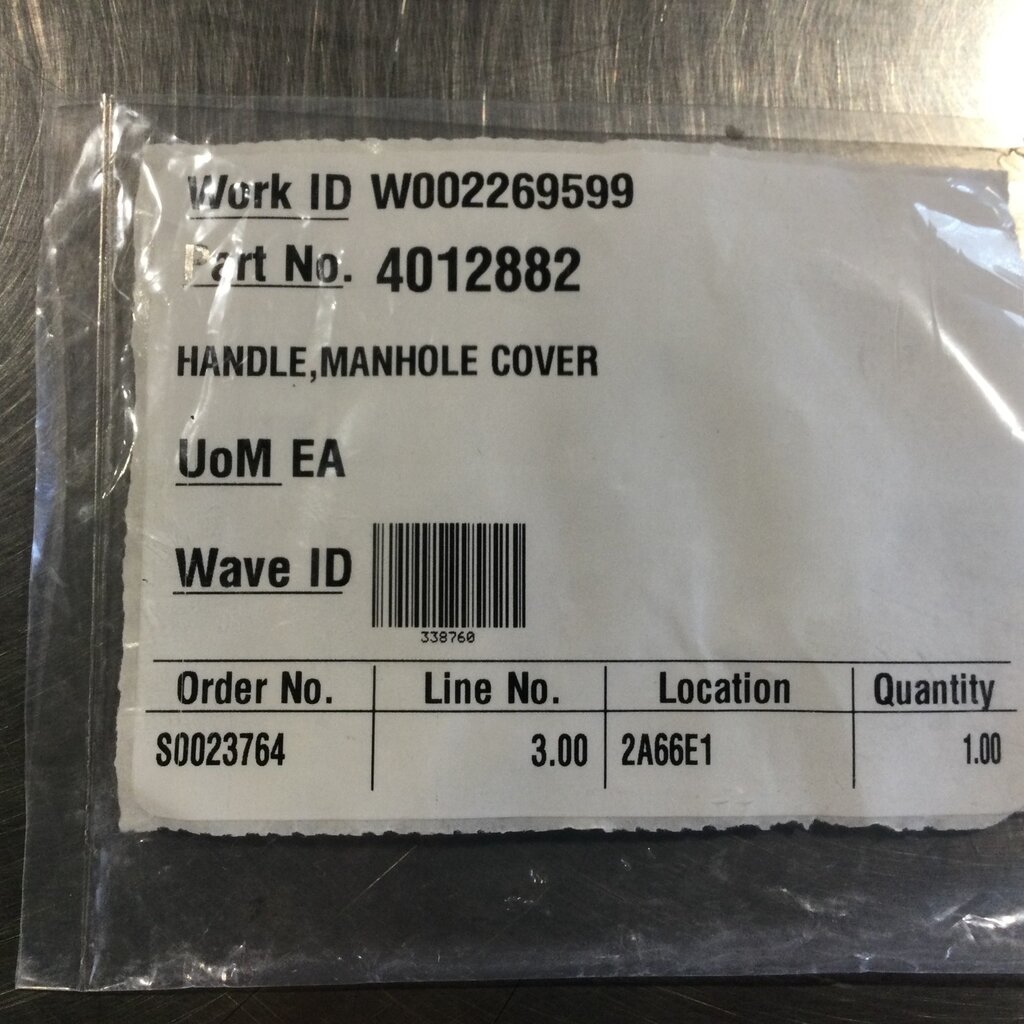 Work ID W002269599
Part No. 4012882
HANDLE,MANHOLE COVER
UoM EA
Wave ID
338760
Order No. Line No. Location Quantity
S0023764 3.00 2A66E1 1.00